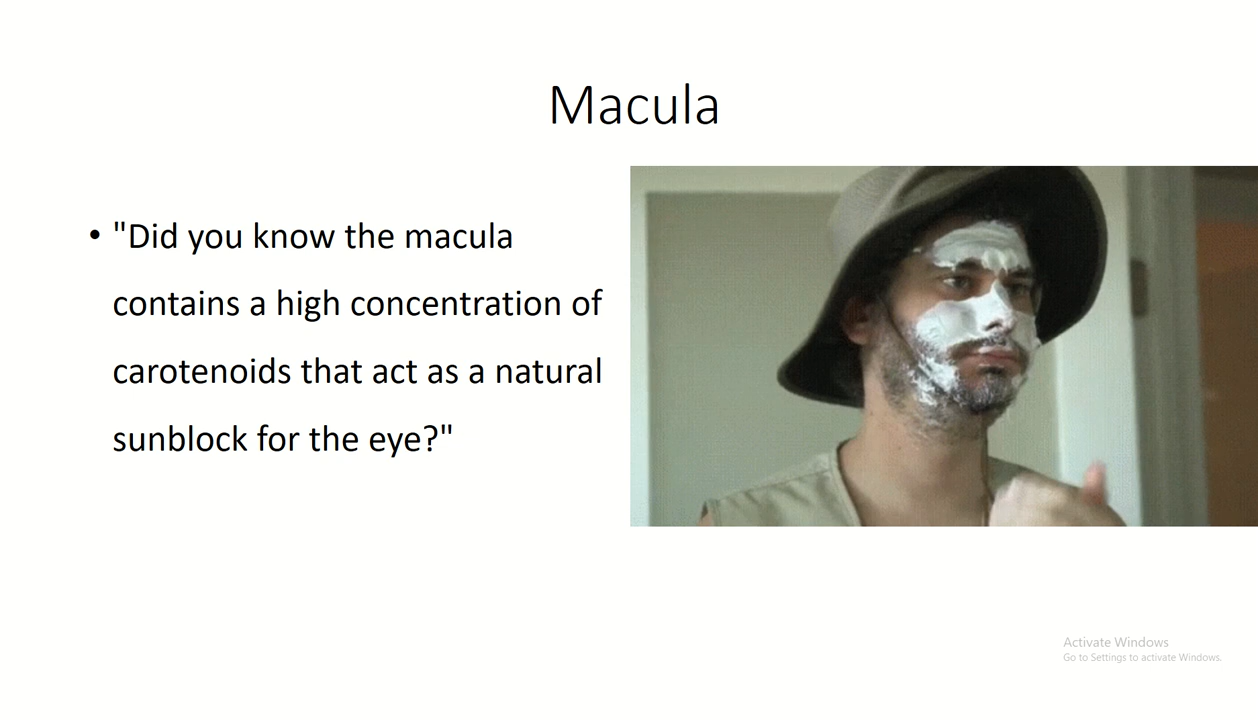 Macula
• "Did you know the macula
contains a high concentration of
carotenoids that act as a natural
sunblock for the eye?"
Activate Windows
Go to Settings to activate Windows.